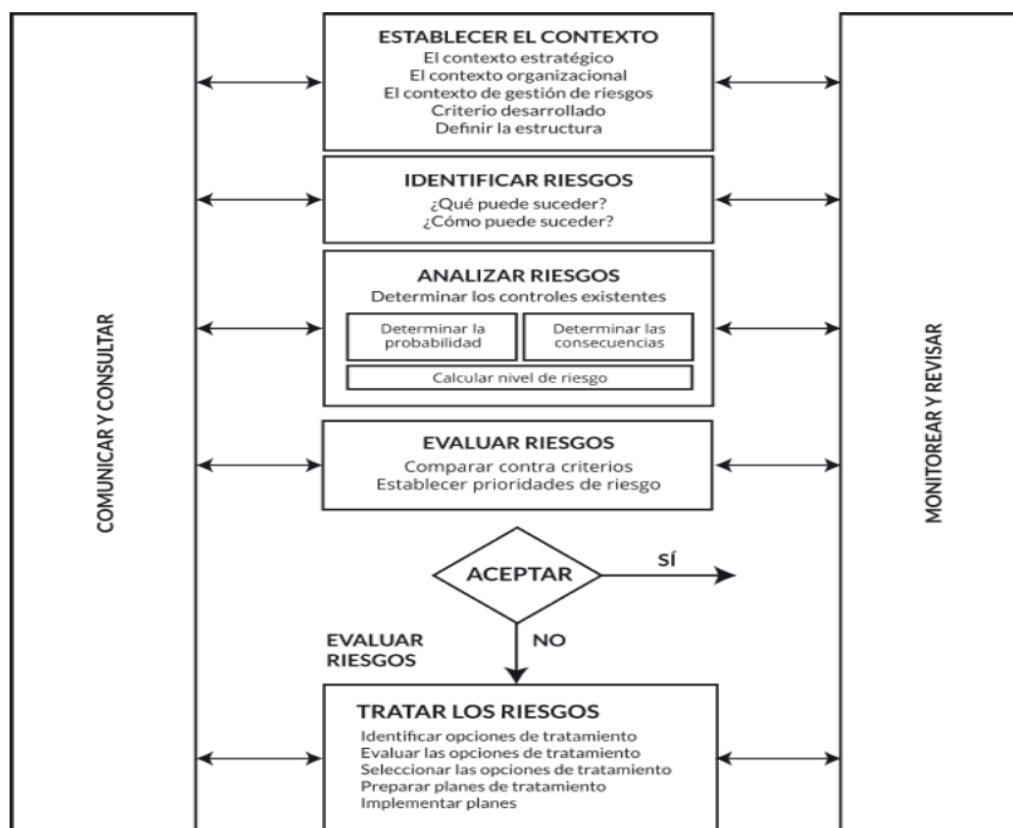 COMUNICAR Y CONSULTAR
ESTABLECER EL CONTEXTO
El contexto estratégico
El contexto organizacional
El contexto de gestión de riesgos
Criterio desarrollado
Definir la estructura
IDENTIFICAR RIESGOS
¿Qué puede suceder?
¿Cómo puede suceder?
ANALIZAR RIESGOS
Determinar los controles existentes
Determinar la
probabilidad
Determinar las
consecuencias
Calcular nivel de riesgo
EVALUAR RIESGOS
Comparar contra criterios
Establecer prioridades de riesgo
ACEPTAR
SÍ
NO
EVALUAR
RIESGOS
TRATAR LOS RIESGOS
Identificar opciones de tratamiento
Evaluar las opciones de tratamiento
Seleccionar las opciones de tratamiento
Preparar planes de tratamiento
Implementar planes
MONITOREAR Y REVISAR